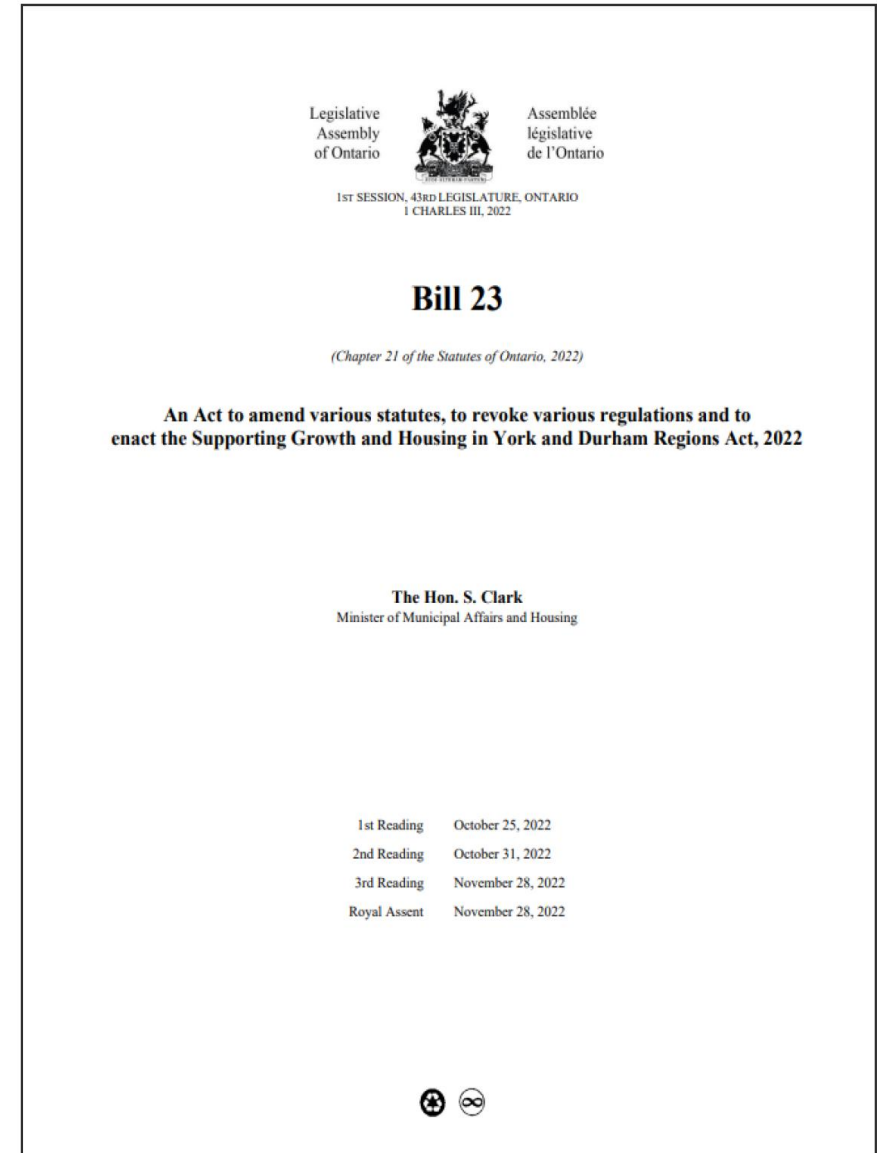 Legislative
Assembly
of Ontario
Assemblée
législative
de l'Ontario
1ST SESSION, 43RD LEGISLATURE, ONTARIO
1 CHARLES III, 2022
Bill 23
(Chapter 21 of the Statutes of Ontario, 2022)
An Act to amend various statutes, to revoke various regulations and to
enact the Supporting Growth and Housing in York and Durham Regions Act, 2022
The Hon. S. Clark
Minister of Municipal Affairs and Housing
1st Reading October 25, 2022
2nd Reading October 31, 2022
3rd Reading November 28, 2022
Royal Assent November 28, 2022